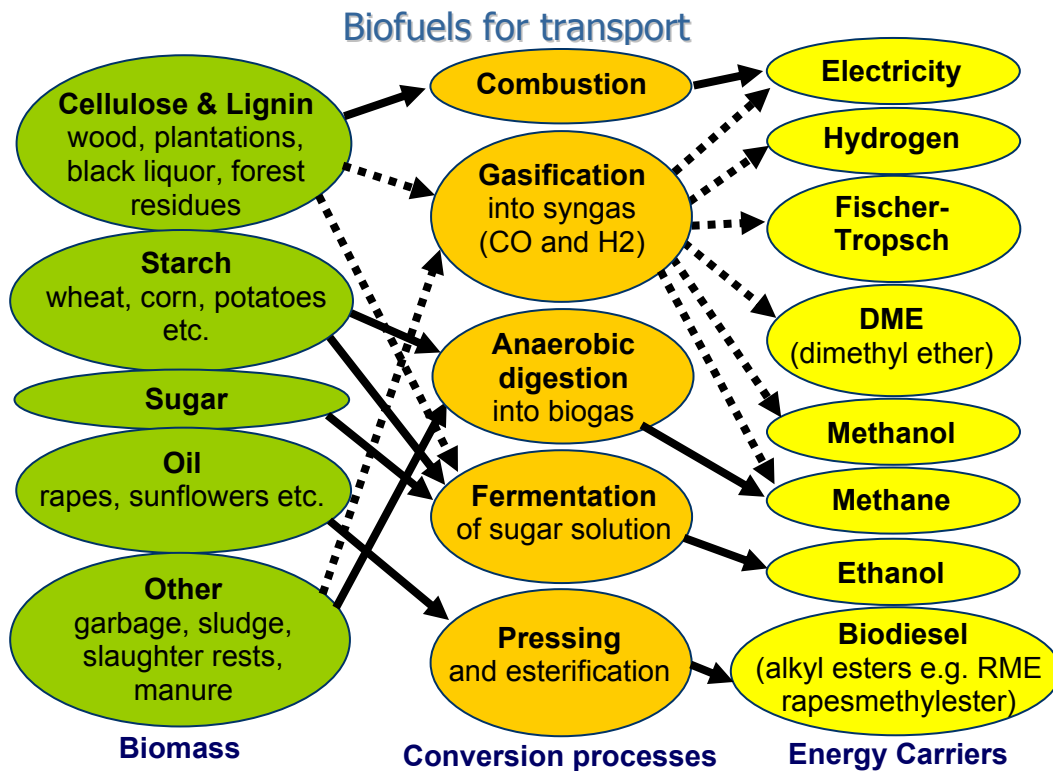 Biofuels for transport
Cellulose & Lignin
wood, plantations,
black liquor, forest
residues
Starch
wheat, corn, potatoes
etc.
Sugar
Oil
rapes, sunflowers etc.
Other
garbage, sludge,
slaughter rests,
manure
Biomass
Combustion
Gasification
into syngas
(CO and H2)
Anaerobic
digestion
into biogas
Fermentation
of sugar solution
Pressing
and esterification
Conversion processes
Electricity
Hydrogen
Fischer-
Tropsch
DME
(dimethyl ether)
Methanol
Methane
Ethanol
Biodiesel
(alkyl esters e.g. RME
rapesmethylester)
Energy Carriers